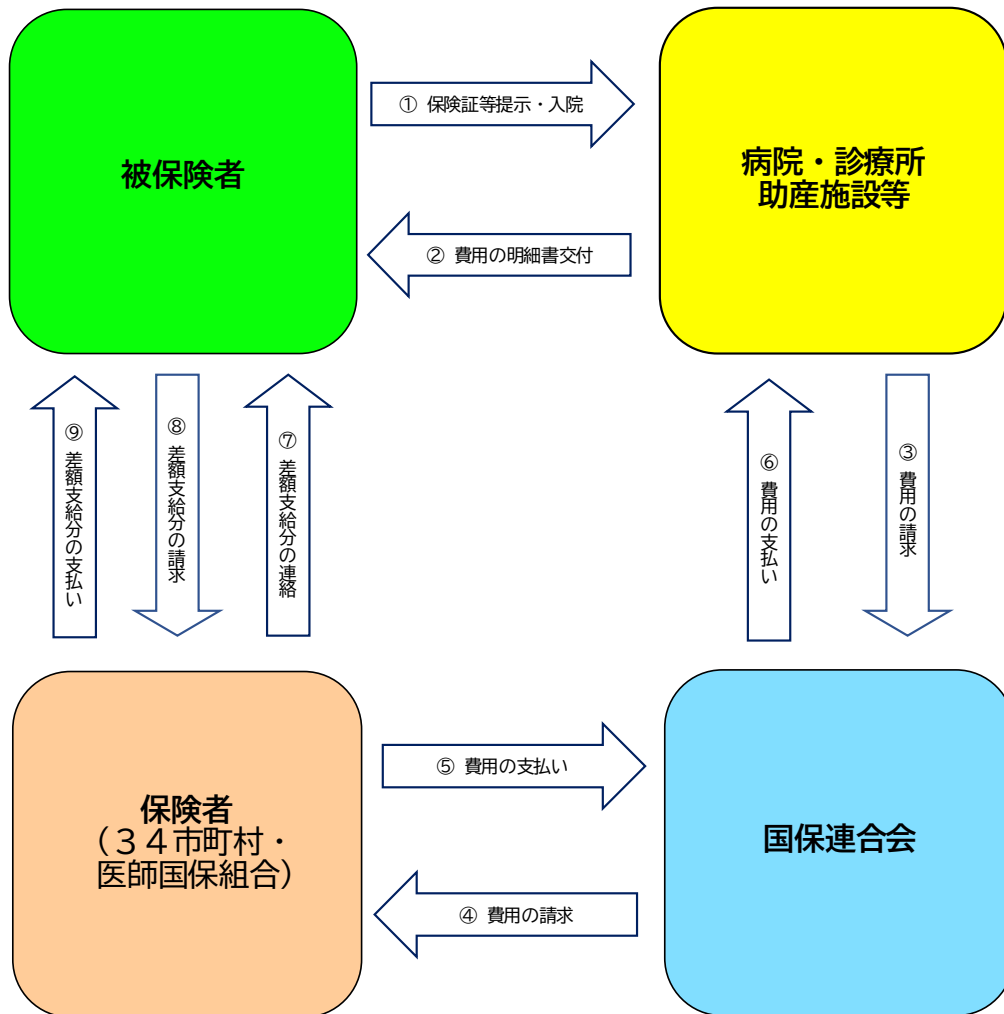 ① 保険証等提示・入院
被保険者
病院・診療所
助産施設等
② 費用の明細書交付
⑨ 差額支給分の支払い
⑧ 差額支給分の請求
⑦ 差額支給分の連絡
⑥ 費用の支払い
③ 費用の請求
⑤ 費用の支払い
保険者
（３４市町村・
医師国保組合）
国保連合会
④ 費用の請求